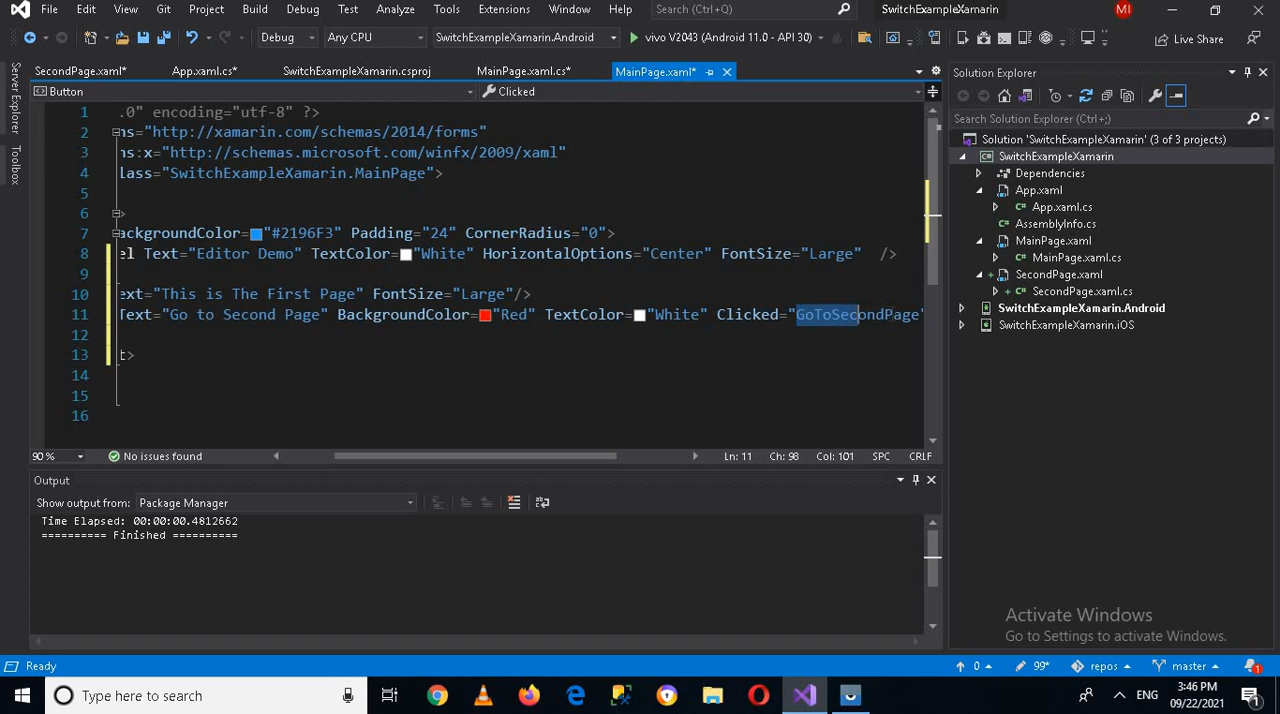 File Edit View Git Project Build Debug Test Analyze Tools Extensions Window Help Search (Ctrl+Q) SwitchExampleXamarin MI
Debug Any CPU SwitchExampleXamarin.Android vivo V2043 (Android 11.0 - API 30) Live Share
Server Explorer
Toolbox
SecondPage.xaml* App.xaml.cs* SwitchExampleXamarin.csproj MainPage.xaml.cs* MainPage.xaml*
Button Clicked
1 .0" encoding="utf-8" ?>
2 ns="http://xamarin.com/schemas/2014/forms"
3 ns:x="http://schemas.microsoft.com/winfx/2009/xaml"
4 lass="SwitchExampleXamarin.MainPage">
5
6 >
7 ackgroundColor="#2196F3" Padding="24" CornerRadius="0">
8 el Text="Editor Demo" TextColor="White" HorizontalOptions="Center" FontSize="Large" />
9
10 ext="This is The First Page" FontSize="Large"/>
11 Text="Go to Second Page" BackgroundColor="Red" TextColor="White" Clicked="GoToSecondPage"
12
13 t>
14
15
16
90 % No issues found Ln: 11 Ch: 98 Col: 101 SPC CRLF
Output
Show output from: Package Manager
Time Elapsed: 00:00:00.4812662
========== Finished ==========
Solution Explorer
Search Solution Explorer (Ctrl+;)
Solution 'SwitchExampleXamarin' (3 of 3 projects)
SwitchExampleXamarin
Dependencies
App.xaml
App.xaml.cs
AssemblyInfo.cs
MainPage.xaml
MainPage.xaml.cs
SecondPage.xaml
SecondPage.xaml.cs
SwitchExampleXamarin.Android
SwitchExampleXamarin.iOS
Activate Windows
Go to Settings to activate Windows.
Ready 0 99* repos master 1
Type here to search ENG 3:46 PM
09/22/2021 1